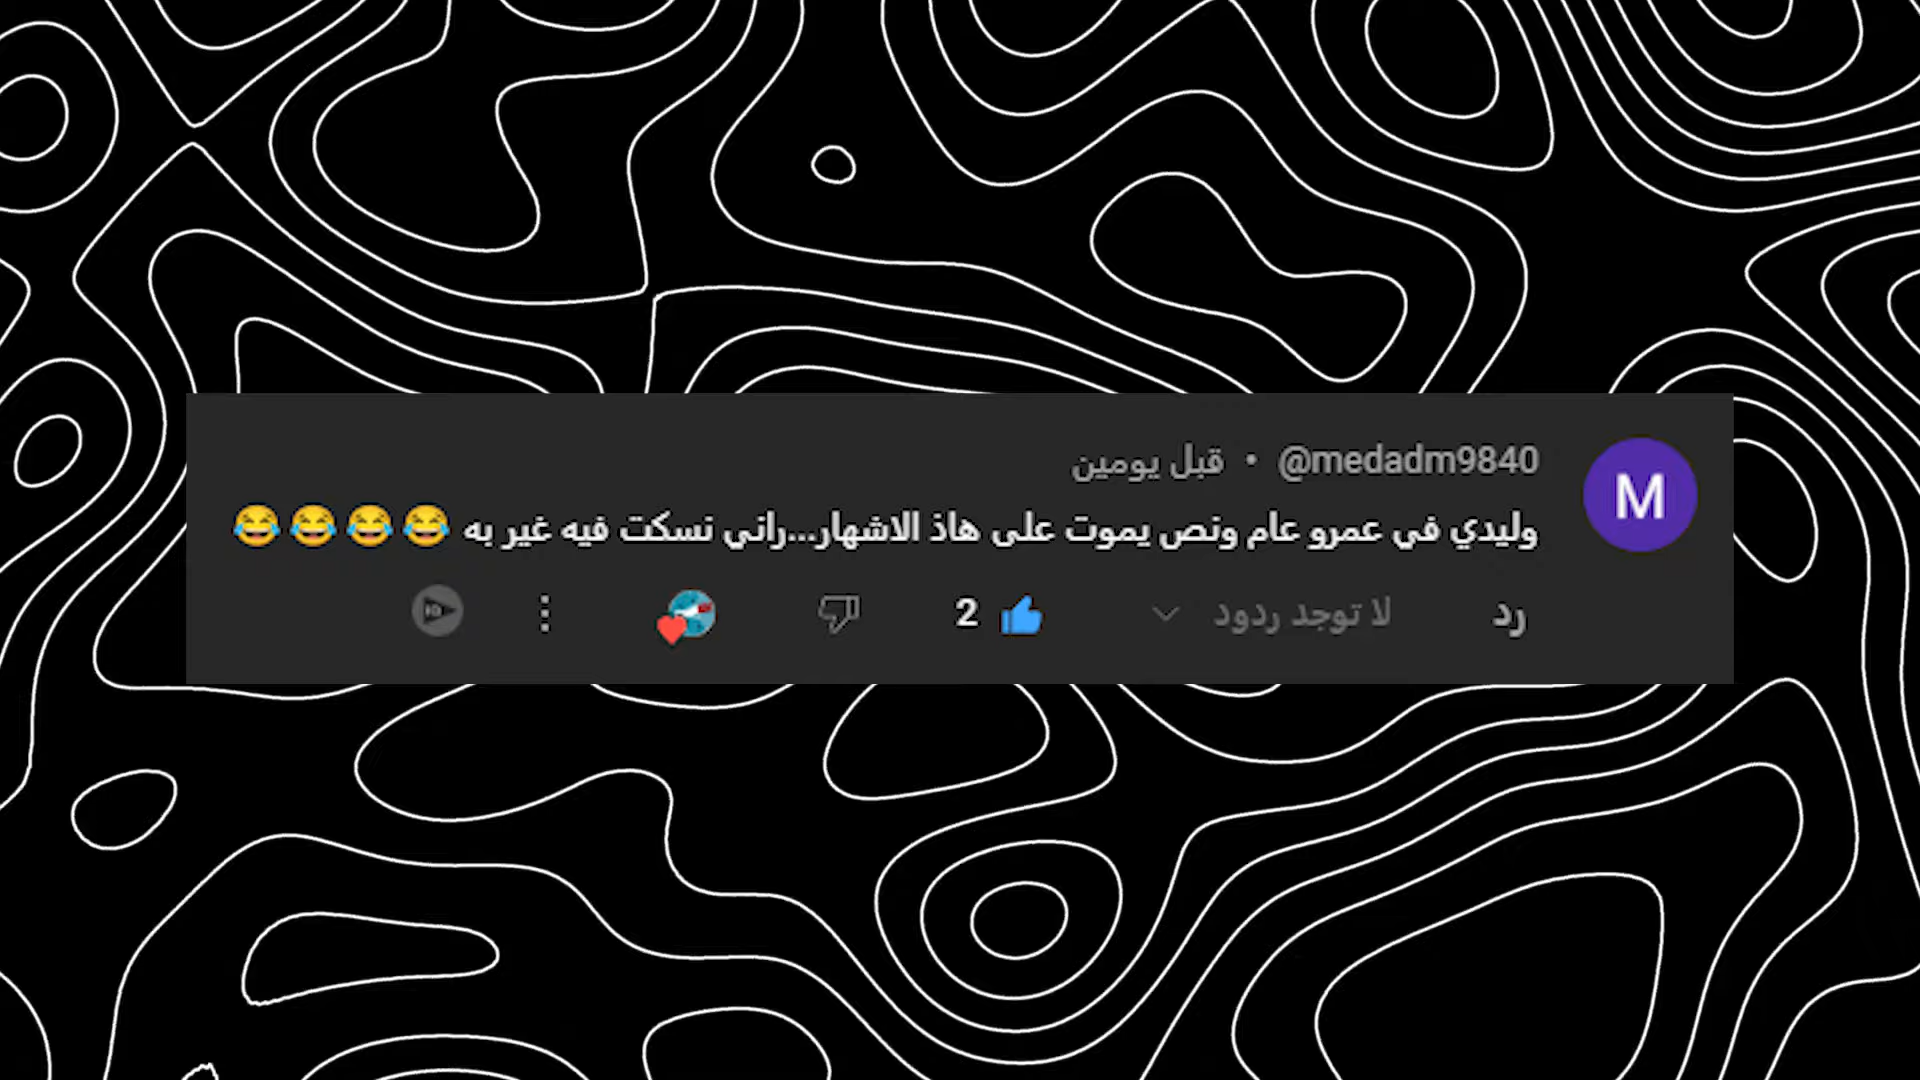 @medadm9840 • قبل يومين
M
وليدي في عمرو عام ونص يموت على هاذ الاشهار...راني نسكت فيه غير به 😂😂😂😂
رد لا توجد ردود 2